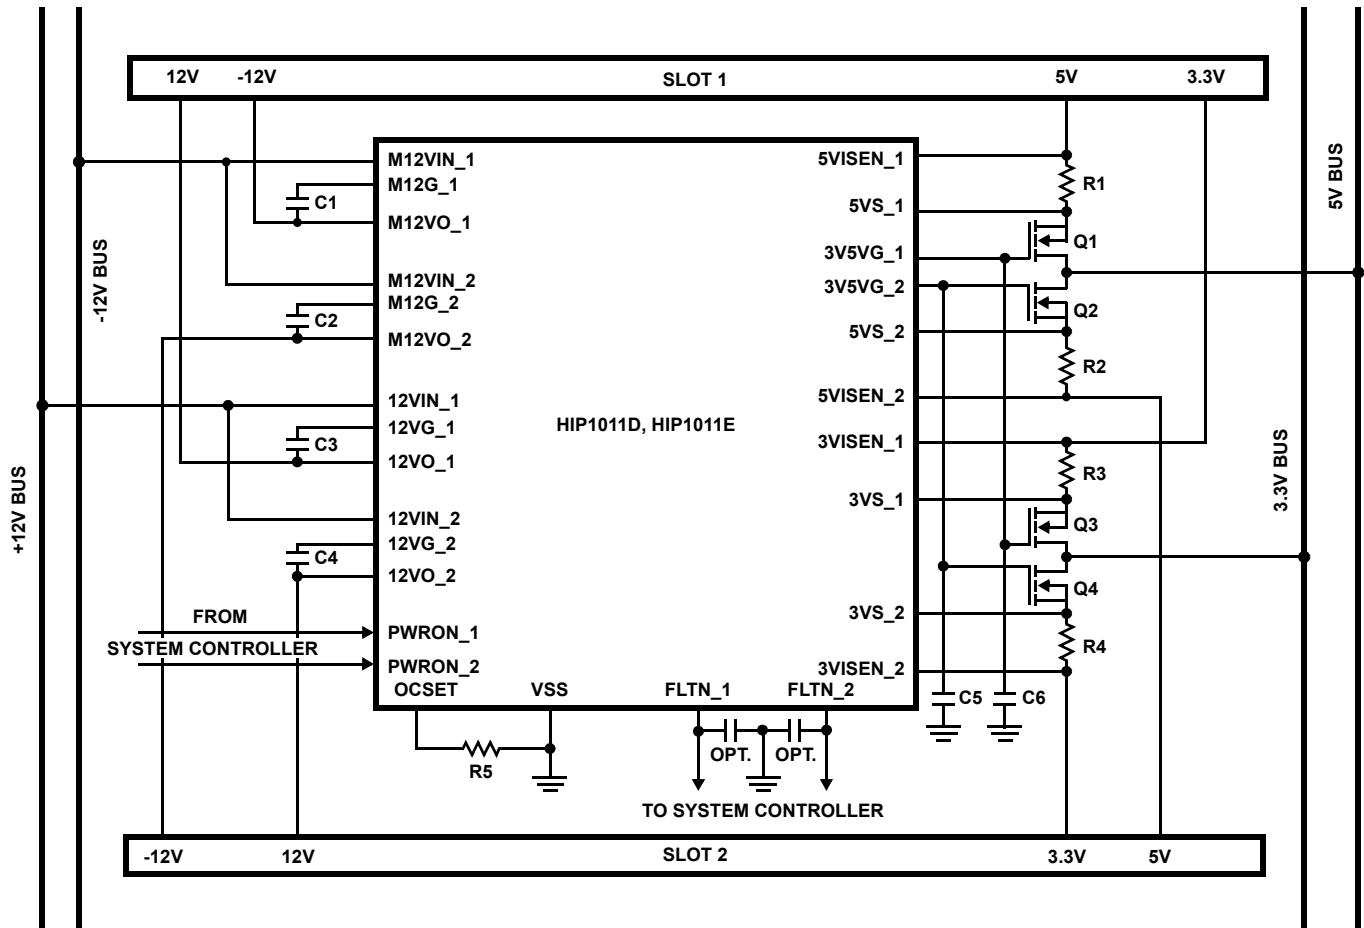 12V -12V SLOT 1 5V 3.3V
M12VIN_1
M12G_1
C1
M12VO_1
M12VIN_2
M12G_2
C2
M12VO_2
12VIN_1
12VG_1
C3
12VO_1
12VIN_2
12VG_2
C4
12VO_2
PWRON_1
PWRON_2
FROM
SYSTEM CONTROLLER
-12V BUS
+12V BUS
HIP1011D, HIP1011E
5VISEN_1
5VS_1
3V5VG_1
3V5VG_2
5VS_2
5VISEN_2
3VISEN_1
3VS_1
3VS_2
3VISEN_2
R1
Q1
Q2
R2
R3
Q3
Q4
R4
C5 C6
5V BUS
3.3V BUS
OCSET VSS FLTN_1 FLTN_2
R5
OPT. OPT.
TO SYSTEM CONTROLLER
-12V 12V SLOT 2 3.3V 5V